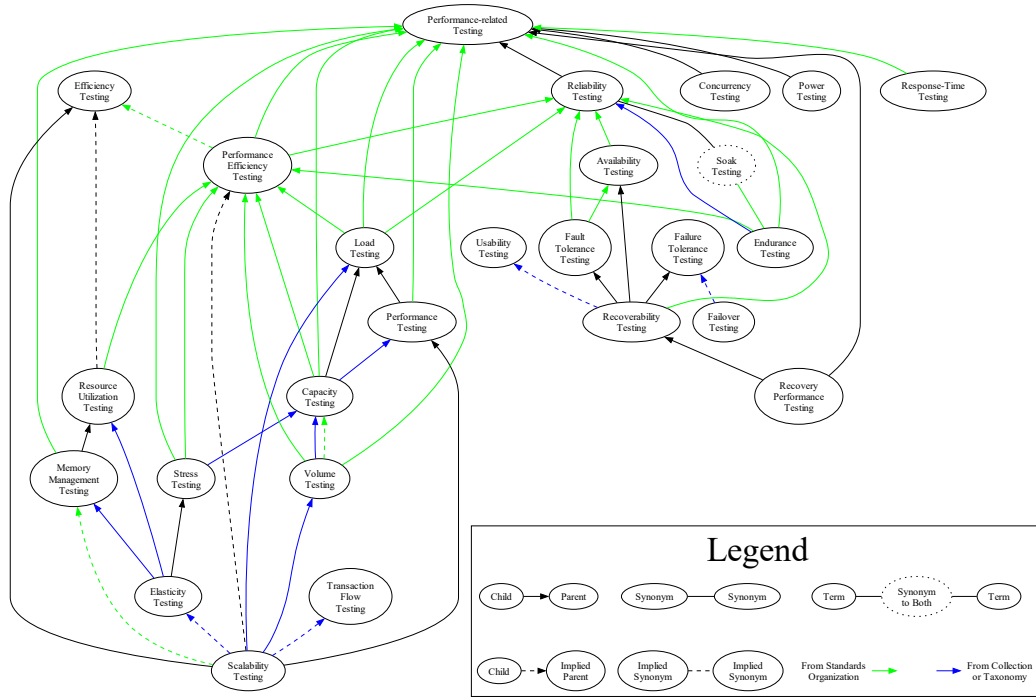 Performance-related
Testing
Efficiency
Testing
Reliability
Testing
Concurrency
Testing
Power
Testing
Response-Time
Testing
Performance
Efficiency
Testing
Availability
Testing
Soak
Testing
Load
Testing
Usability
Testing
Fault
Tolerance
Testing
Failure
Tolerance
Testing
Endurance
Testing
Performance
Testing
Recoverability
Testing
Failover
Testing
Resource
Utilization
Testing
Capacity
Testing
Recovery
Performance
Testing
Memory
Management
Testing
Stress
Testing
Volume
Testing
Elasticity
Testing
Transaction
Flow
Testing
Scalability
Testing
Legend
Child
Parent
Synonym
Synonym
Term
Synonym
to Both
Term
Child
Implied
Parent
Implied
Synonym
Implied
Synonym
From Standards
Organization
From Collection
or Taxonomy